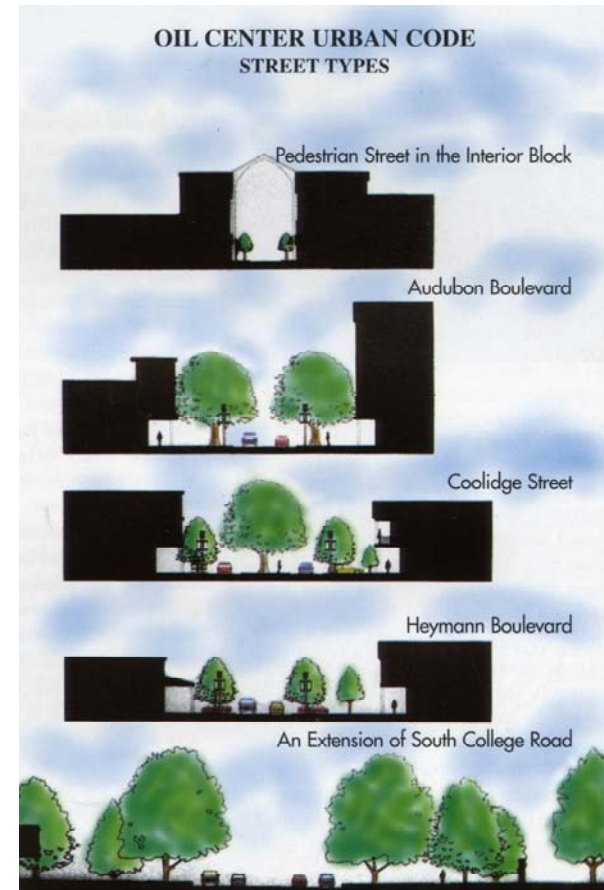 OIL CENTER URBAN CODE
STREET TYPES
Pedestrian Street in the Interior Block
Audubon Boulevard
Coolidge Street
Heymann Boulevard
An Extension of South College Road